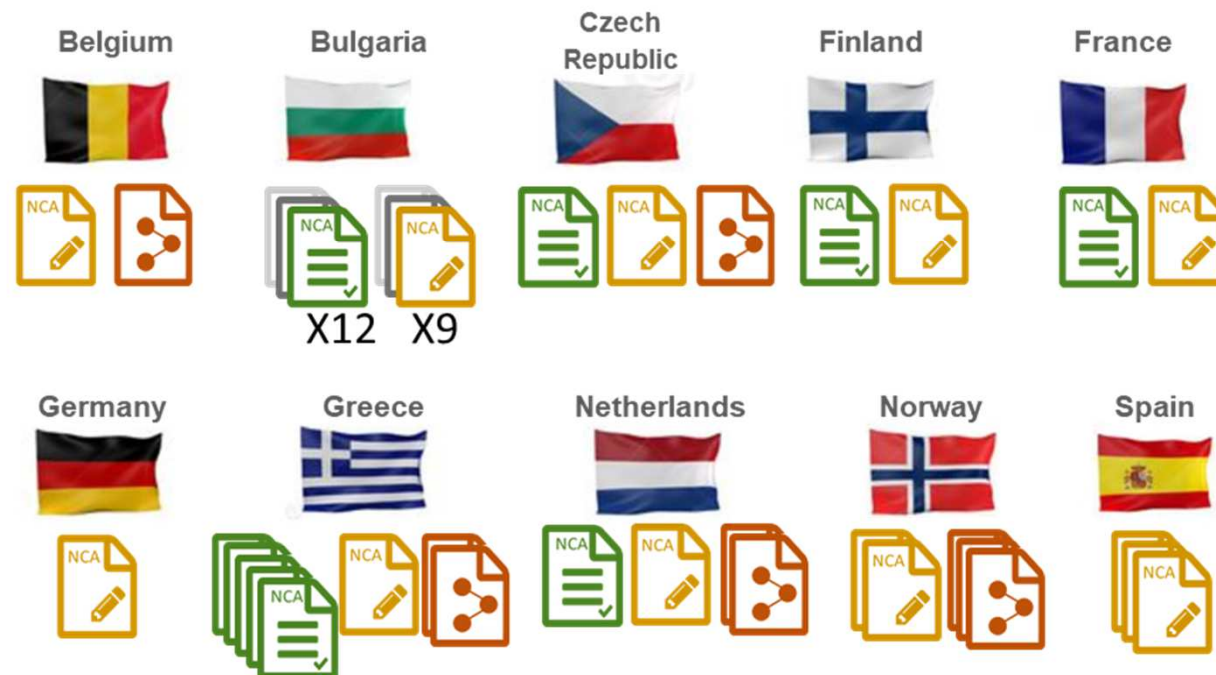 Belgium
Bulgaria
Czech
Republic
Finland
France
NCA
NCA
NCA
NCA
NCA
NCA
NCA
NCA
NCA
X12
X9
Germany
Greece
Netherlands
Norway
Spain
NCA
NCA
NCA
NCA
NCA
NCA
NCA